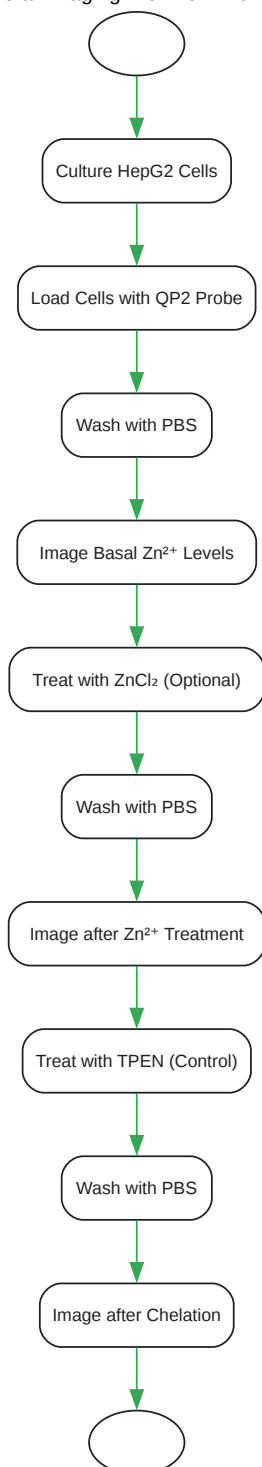 Culture HepG2 Cells
Load Cells with QP2 Probe
Wash with PBS
Image Basal Zn²⁺ Levels
Treat with ZnCl₂ (Optional)
Wash with PBS
Image after Zn²⁺ Treatment
Treat with TPEN (Control)
Wash with PBS
Image after Chelation